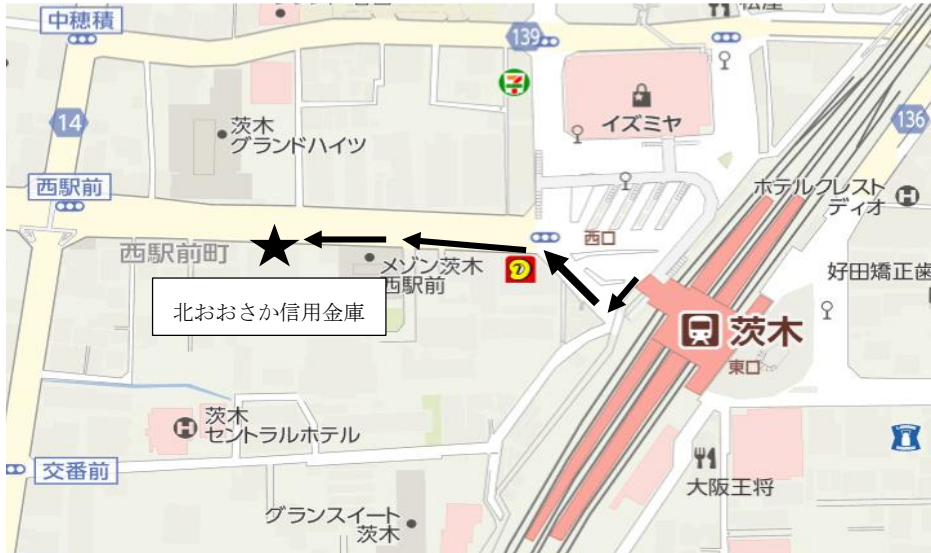 中穂積
139
14
茨木
グランドハイツ
イズミヤ
136
西駅前
ホテルクレスト
ディオ
H
西口
西駅前町
メゾン茨木
西駅前
好田矯正歯
北おおさか信用金庫
茨木
東口
H
茨木
セントラルホテル
交番前
大阪王将
グランスイート
茨木